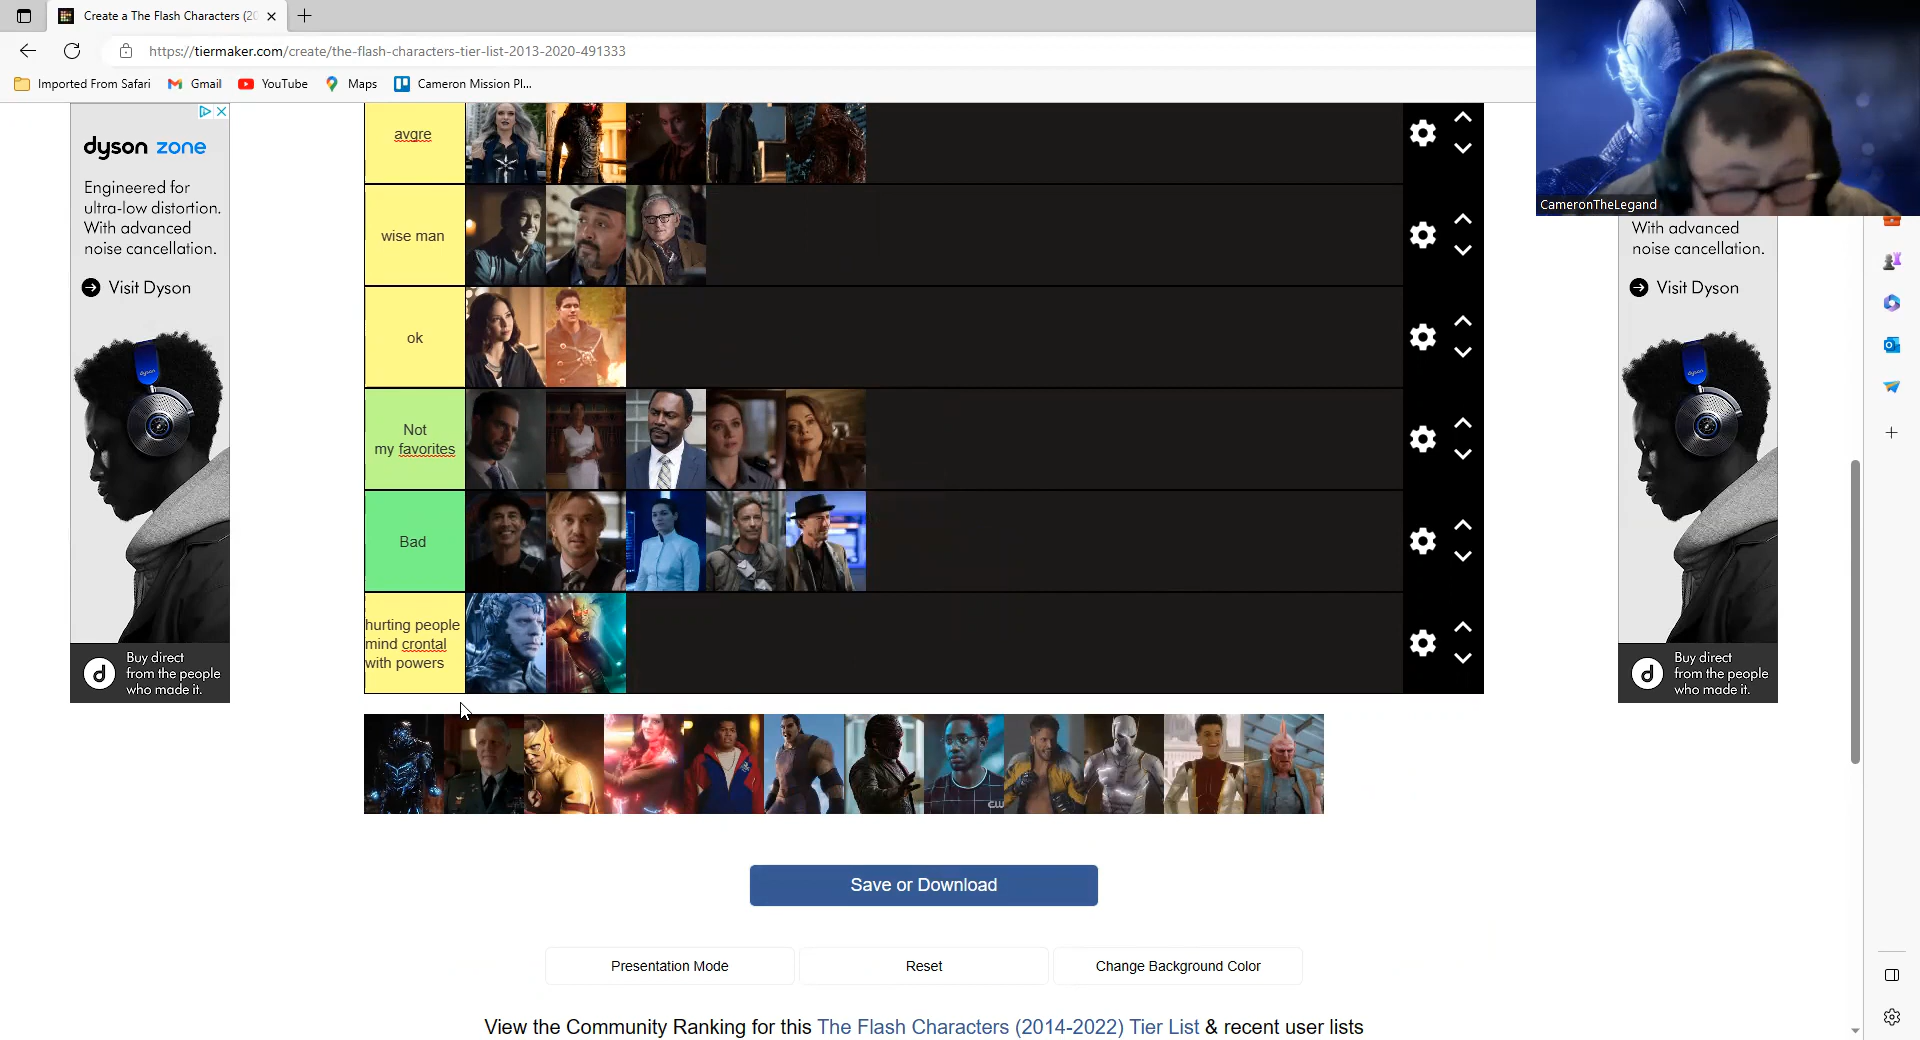 Create a The Flash Characters (20
https://tiermaker.com/create/the-flash-characters-tier-list-2013-2020-491333
Imported From Safari
Gmail
YouTube
Maps
Cameron Mission Pl...
CameronTheLegand
dyson zone
Engineered for
ultra-low distortion.
With advanced
noise cancellation.
Visit Dyson
dyson
Buy direct
from the people
who made it.
avgre
wise man
ok
Not
my favorites
Bad
hurting people
mind crontal
with powers
CW
With advanced
noise cancellation.
Visit Dyson
dyson
Buy direct
from the people
who made it.
Save or Download
Presentation Mode
Reset
Change Background Color
View the Community Ranking for this The Flash Characters (2014-2022) Tier List & recent user lists